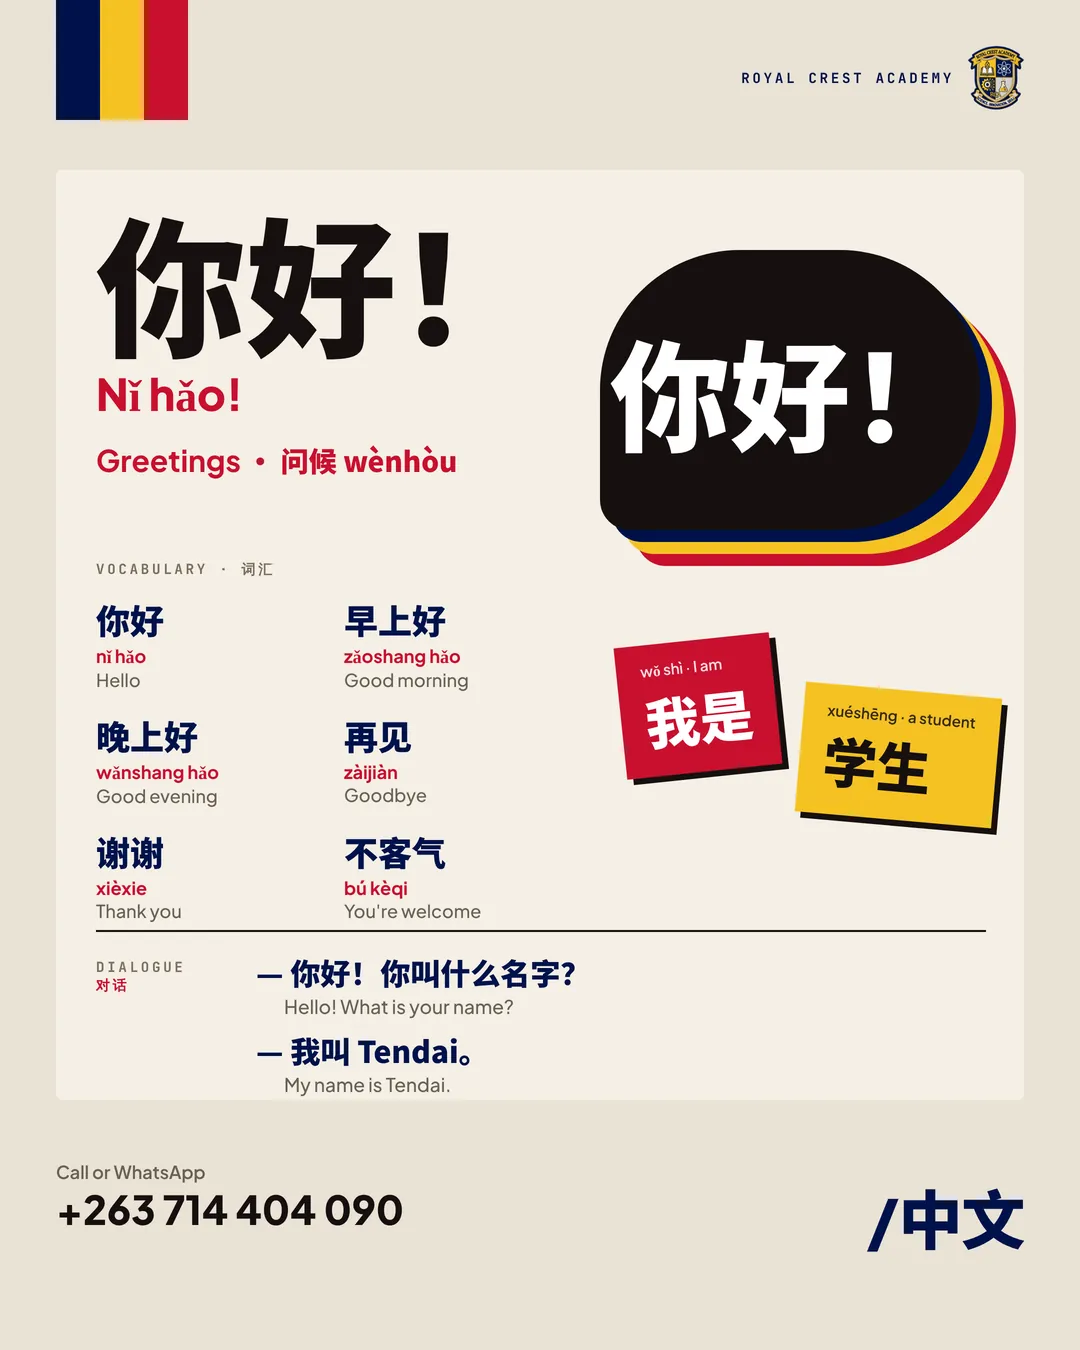 ROYAL CREST ACADEMY
你好！
Nǐ hǎo!
Greetings • 问候 wènhòu
你好！
VOCABULARY · 词汇
你好
nǐ hǎo
Hello
早上好
zǎoshang hǎo
Good morning
晚上好
wǎnshang hǎo
Good evening
再见
zàijiàn
Goodbye
谢谢
xièxie
Thank you
不客气
bú kèqi
You're welcome
wǒ shì · I am
我是
xuéshēng · a student
学生
DIALOGUE
对话
— 你好！你叫什么名字？
Hello! What is your name?
— 我叫 Tendai。
My name is Tendai.
Call or WhatsApp
+263 714 404 090
/中文